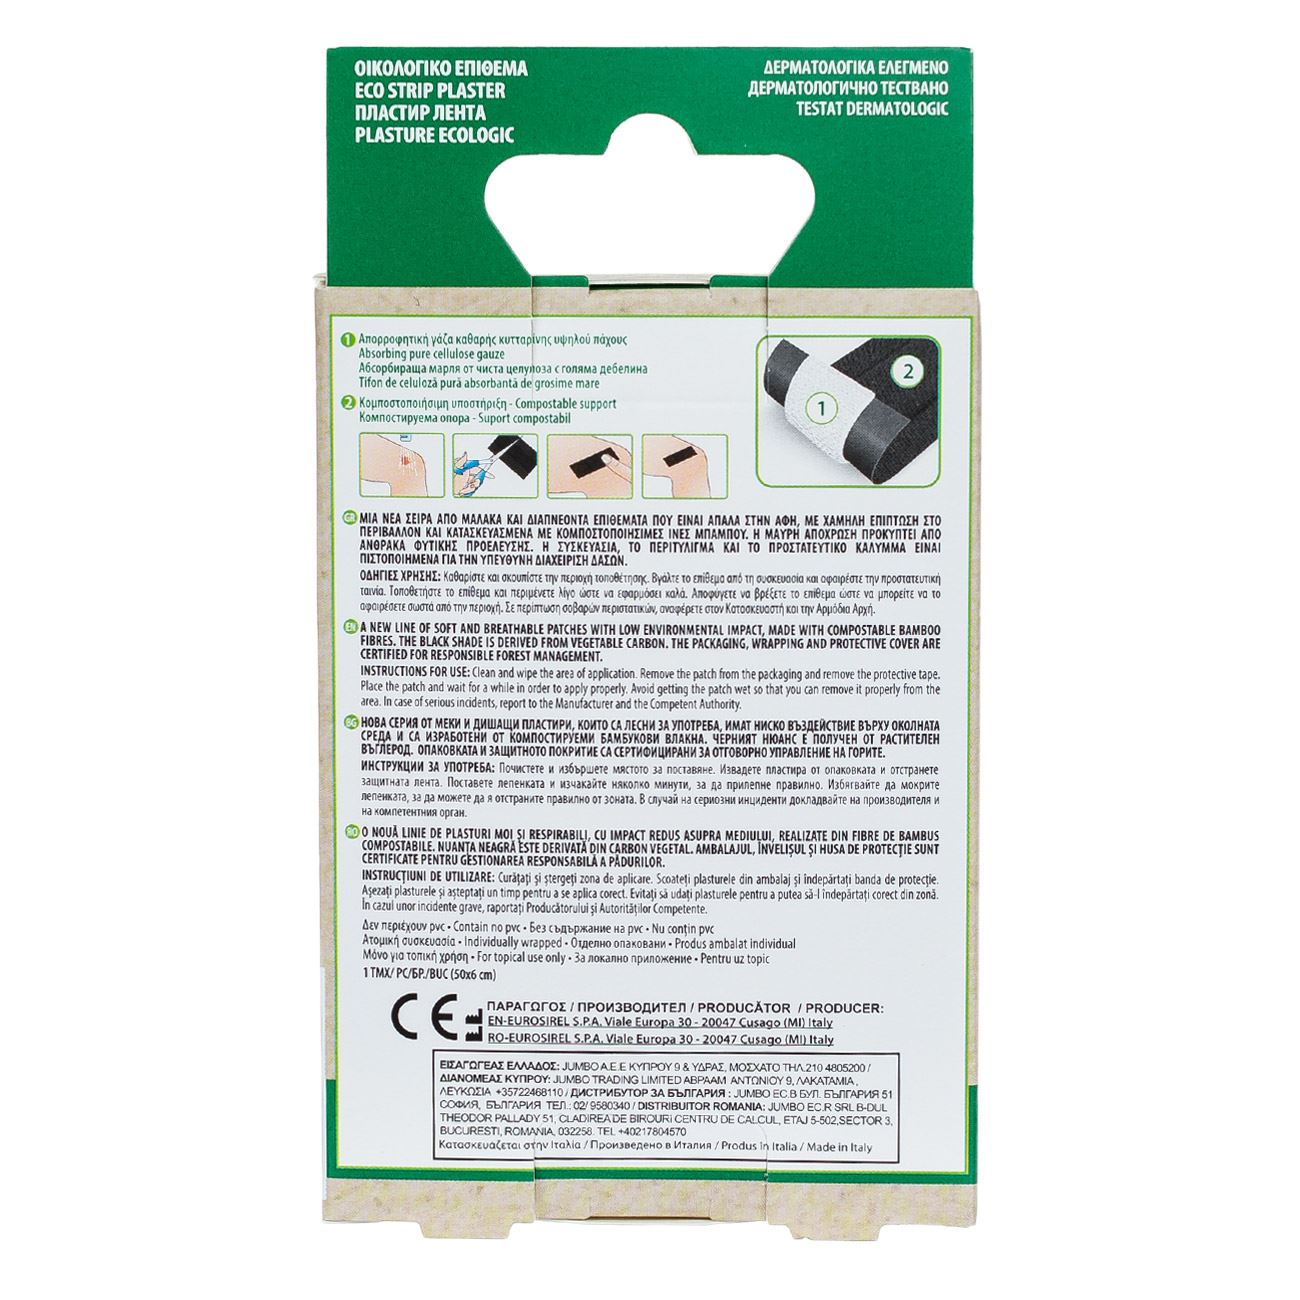 ΟΙΚΟΛΟΓΙΚΟ ΕΠΙΘΕΜΑ
ECO STRIP PLASTER
ПЛАСТИР ЛЕНТА
PLASTURE ECOLOGIC
ΔΕΡΜΑΤΟΛΟΓΙΚΑ ΕΛΕΓΜΕΝΟ
ДЕРМАТОЛОГИЧНО ТЕСТВАНО
TESTAT DERMATOLOGIC
1 Απορροφητική γάζα καθαρής κυτταρίνης υψηλού πάχους
Absorbing pure cellulose gauze
Абсорбираща марля от чиста целулоза с голяма дебелина
Tifon de celuloză pură absorbantă de grosime mare
2 Κομποστοποιήσιμη υποστήριξη - Compostable support
Компостируема опора - Suport compostabil
1
2
GR ΜΙΑ ΝΕΑ ΣΕΙΡΑ ΑΠΟ ΜΑΛΑΚΑ ΚΑΙ ΔΙΑΠΝΕΟΝΤΑ ΕΠΙΘΕΜΑΤΑ ΠΟΥ ΕΙΝΑΙ ΑΠΑΛΑ ΣΤΗΝ ΑΦΗ, ΜΕ ΧΑΜΗΛΗ ΕΠΙΠΤΩΣΗ ΣΤΟ
ΠΕΡΙΒΑΛΛΟΝ ΚΑΙ ΚΑΤΑΣΚΕΥΑΣΜΕΝΑ ΜΕ ΚΟΜΠΟΣΤΟΠΟΙΗΣΙΜΕΣ ΙΝΕΣ ΜΠΑΜΠΟΥ. Η ΜΑΥΡΗ ΑΠΟΧΡΩΣΗ ΠΡΟΚΥΠΤΕΙ ΑΠΟ
ΑΝΘΡΑΚΑ ΦΥΤΙΚΗΣ ΠΡΟΕΛΕΥΣΗΣ. Η ΣΥΣΚΕΥΑΣΙΑ, ΤΟ ΠΕΡΙΤΥΛΙΓΜΑ ΚΑΙ ΤΟ ΠΡΟΣΤΑΤΕΥΤΙΚΟ ΚΑΛΥΜΜΑ ΕΙΝΑΙ
ΠΙΣΤΟΠΟΙΗΜΕΝΑ ΓΙΑ ΤΗΝ ΥΠΕΥΘΥΝΗ ΔΙΑΧΕΙΡΙΣΗ ΔΑΣΩΝ.
ΟΔΗΓΙΕΣ ΧΡΗΣΗΣ: Καθαρίστε και σκουπίστε την περιοχή τοποθέτησης. Βγάλτε το επίθεμα από τη συσκευασία και αφαιρέστε την προστατευτική
ταινία. Τοποθετήστε το επίθεμα και περιμένετε λίγο ώστε να εφαρμόσει καλά. Αποφύγετε να βρέξετε το επίθεμα ώστε να μπορείτε να το
αφαιρέσετε σωστά από την περιοχή. Σε περίπτωση σοβαρών περιστατικών, αναφέρετε στον Κατασκευαστή και την Αρμόδια Αρχή.
EN A NEW LINE OF SOFT AND BREATHABLE PATCHES WITH LOW ENVIRONMENTAL IMPACT, MADE WITH COMPOSTABLE BAMBOO
FIBRES. THE BLACK SHADE IS DERIVED FROM VEGETABLE CARBON. THE PACKAGING, WRAPPING AND PROTECTIVE COVER ARE
CERTIFIED FOR RESPONSIBLE FOREST MANAGEMENT.
INSTRUCTIONS FOR USE: Clean and wipe the area of application. Remove the patch from the packaging and remove the protective tape.
Place the patch and wait for a while in order to apply properly. Avoid getting the patch wet so that you can remove it properly from the
area. In case of serious incidents, report to the Manufacturer and the Competent Authority.
BG НОВА СЕРИЯ ОТ МЕКИ И ДИШАЩИ ПЛАСТИРИ, КОИТО СА ЛЕСНИ ЗА УПОТРЕБА, ИМАТ НИСКО ВЪЗДЕЙСТВИЕ ВЪРХУ ОКОЛНАТА
СРЕДА И СА ИЗРАБОТЕНИ ОТ КОМПОСТИРУЕМИ БАМБУКОВИ ВЛАКНА. ЧЕРНИЯТ НЮАНС Е ПОЛУЧЕН ОТ РАСТИТЕЛЕН
ВЪГЛЕРОД. ОПАКОВКАТА И ЗАЩИТНОТО ПОКРИТИЕ СА СЕРТИФИЦИРАНИ ЗА ОТГОВОРНО УПРАВЛЕНИЕ НА ГОРИТЕ.
ИНСТРУКЦИИ ЗА УПОТРЕБА: Почистете и избършете мястото за поставяне. Извадете пластира от опаковката и отстранете
защитната лента. Поставете лепенката и изчакайте няколко минути, за да прилепне правилно. Избягвайте да мокрите
лепенката, за да можете да я отстраните правилно от зоната. В случай на сериозни инциденти докладвайте на производителя и
на компетентния орган.
RO O NOUĂ LINIE DE PLASTURI MOI ȘI RESPIRABILI, CU IMPACT REDUS ASUPRA MEDIULUI, REALIZATE DIN FIBRE DE BAMBUS
COMPOSTABILE. NUANȚA NEAGRĂ ESTE DERIVATĂ DIN CARBON VEGETAL. AMBALAJUL, ÎNVELIȘUL ȘI HUSA DE PROTECȚIE SUNT
CERTIFICATE PENTRU GESTIONAREA RESPONSABILĂ A PĂDURILOR.
INSTRUCȚIUNI DE UTILIZARE: Curățați și ștergeți zona de aplicare. Scoateți plasturele din ambalaj și îndepărtați banda de protecție.
Așezați plasturele și așteptați un timp pentru a se aplica corect. Evitați să udați plasturele pentru a putea să-l îndepărtați corect din zonă.
În cazul unor incidente grave, raportați Producătorului și Autorităților Competente.
Δεν περιέχουν pvc • Contain no pvc • Без съдържание на pvc • Nu conțin pvc
Ατομική συσκευασία • Individually wrapped • Отделно опаковани • Produs ambalat individual
Μόνο για τοπική χρήση • For topical use only • За локално приложение • Pentru uz topic
1 ΤΜΧ/ PC/БР./BUC (50x6 cm)
CE
ΠΑΡΑΓΩΓΟΣ / ПРОИЗВОДИТЕЛ / PRODUCĂTOR / PRODUCER:
EN-EUROSIREL S.P.A. Viale Europa 30 - 20047 Cusago (MI) Italy
RO-EUROSIREL S.P.A. Viale Europa 30 - 20047 Cusago (MI) Italy
ΕΙΣΑΓΩΓΕΑΣ ΕΛΛΑΔΟΣ: JUMBO A.E.E ΚΥΠΡΟΥ 9 & ΥΔΡΑΣ, ΜΟΣΧΑΤΟ ΤΗΛ.210 4805200 /
ΔΙΑΝΟΜΕΑΣ ΚΥΠΡΟΥ: JUMBO TRADING LIMITED ΑΒΡΑΑΜ ΑΝΤΩΝΙΟΥ 9, ΛΑΚΑΤΑΜΙΑ,
ΛΕΥΚΩΣΙΑ +35722468110 / ДИСТРИБУТОР ЗА БЪЛГАРИЯ : JUMBO EC.B БУЛ. БЪЛГАРИЯ 51
СОФИЯ, БЪЛГАРИЯ ТЕЛ.: 02/ 9580340 / DISTRIBUITOR ROMANIA: JUMBO EC.R SRL B-DUL
THEODOR PALLADY 51, CLADIREA DE BIROURI CENTRU DE CALCUL, ETAJ 5-502,SECTOR 3,
BUCURESTI, ROMANIA, 032258. TEL +40217804570
Κατασκευάζεται στην Ιταλία / Произведено в Италия / Produs în Italia / Made in Italy